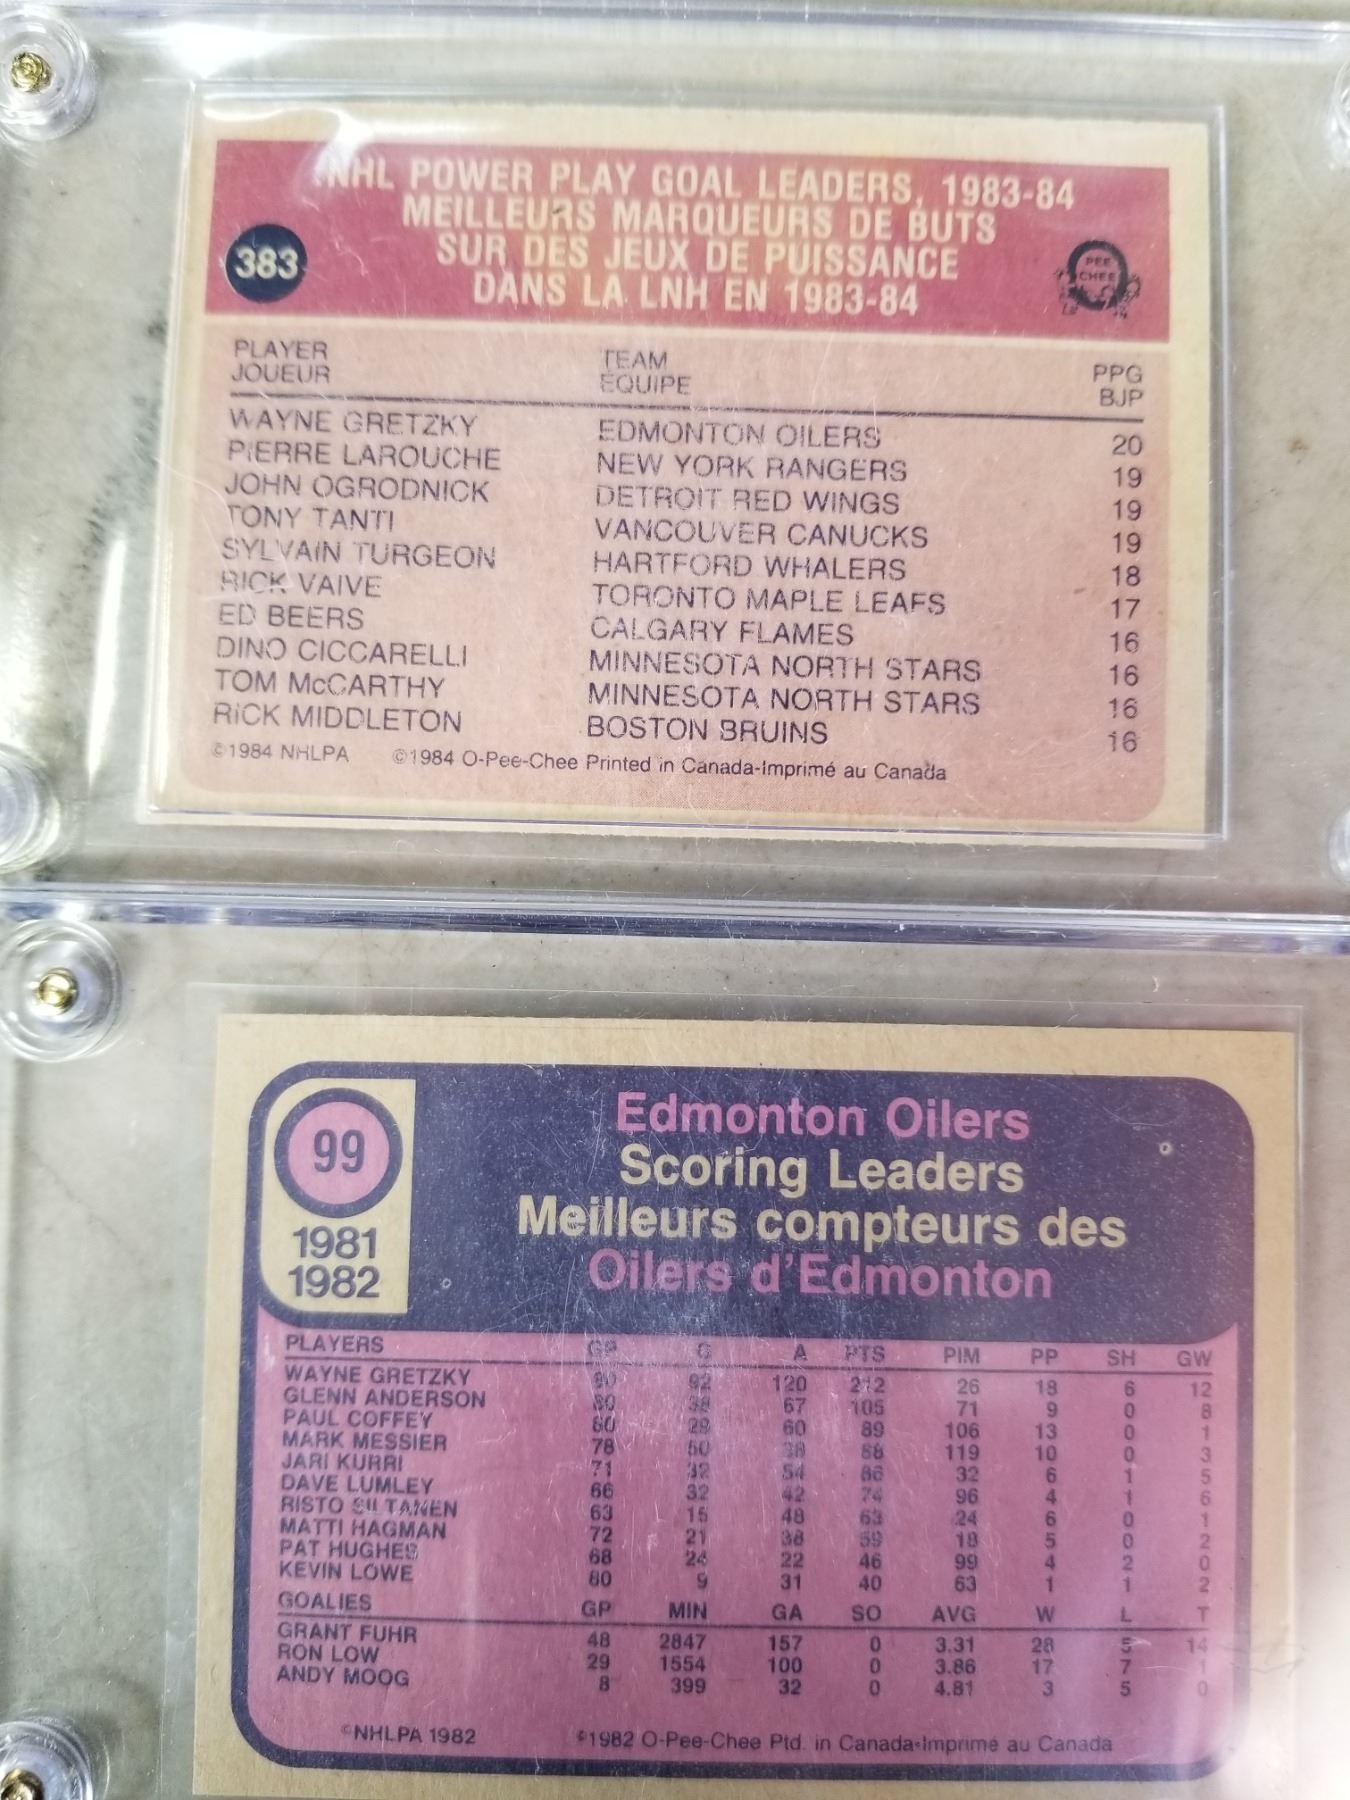 NHL POWER PLAY GOAL LEADERS, 1983-84
MEILLEURS MARQUEURS DE BUTS
SUR DES JEUX DE PUISSANCE
DANS LA LNH EN 1983-84
383
PEE
CHEE
PLAYER TEAM PPG
JOUEUR ÉQUIPE BJP
WAYNE GRETZKY EDMONTON OILERS 20
PIERRE LAROUCHE NEW YORK RANGERS 19
JOHN OGRODNICK DETROIT RED WINGS 19
TONY TANTI VANCOUVER CANUCKS 19
SYLVAIN TURGEON HARTFORD WHALERS 18
RICK VAIVE TORONTO MAPLE LEAFS 17
ED BEERS CALGARY FLAMES 16
DINO CICCARELLI MINNESOTA NORTH STARS 16
TOM McCARTHY MINNESOTA NORTH STARS 16
RICK MIDDLETON BOSTON BRUINS 16
©1984 NHLPA ©1984 O-Pee-Chee Printed in Canada-Imprimé au Canada
99
1981
1982
Edmonton Oilers
Scoring Leaders
Meilleurs compteurs des
Oilers d'Edmonton
PLAYERS GP G A PTS PIM PP SH GW
WAYNE GRETZKY 80 92 120 212 26 18 6 12
GLENN ANDERSON 80 38 67 105 71 9 0 8
PAUL COFFEY 80 29 60 89 106 13 0 1
MARK MESSIER 78 50 38 88 119 10 0 3
JARI KURRI 71 32 54 86 32 6 1 5
DAVE LUMLEY 66 32 42 74 96 4 1 6
RISTO SILTANEN 63 15 48 63 24 6 0 1
MATTI HAGMAN 72 21 38 59 18 5 0 2
PAT HUGHES 68 24 22 46 99 4 2 0
KEVIN LOWE 80 9 31 40 63 1 1 2
GOALIES GP MIN GA SO AVG W L T
GRANT FUHR 48 2847 157 0 3.31 28 5 14
RON LOW 29 1554 100 0 3.86 17 7 1
ANDY MOOG 8 399 32 0 4.81 3 5 0
©NHLPA 1982 ©1982 O-Pee-Chee Ptd. in Canada-Imprimé au Canada